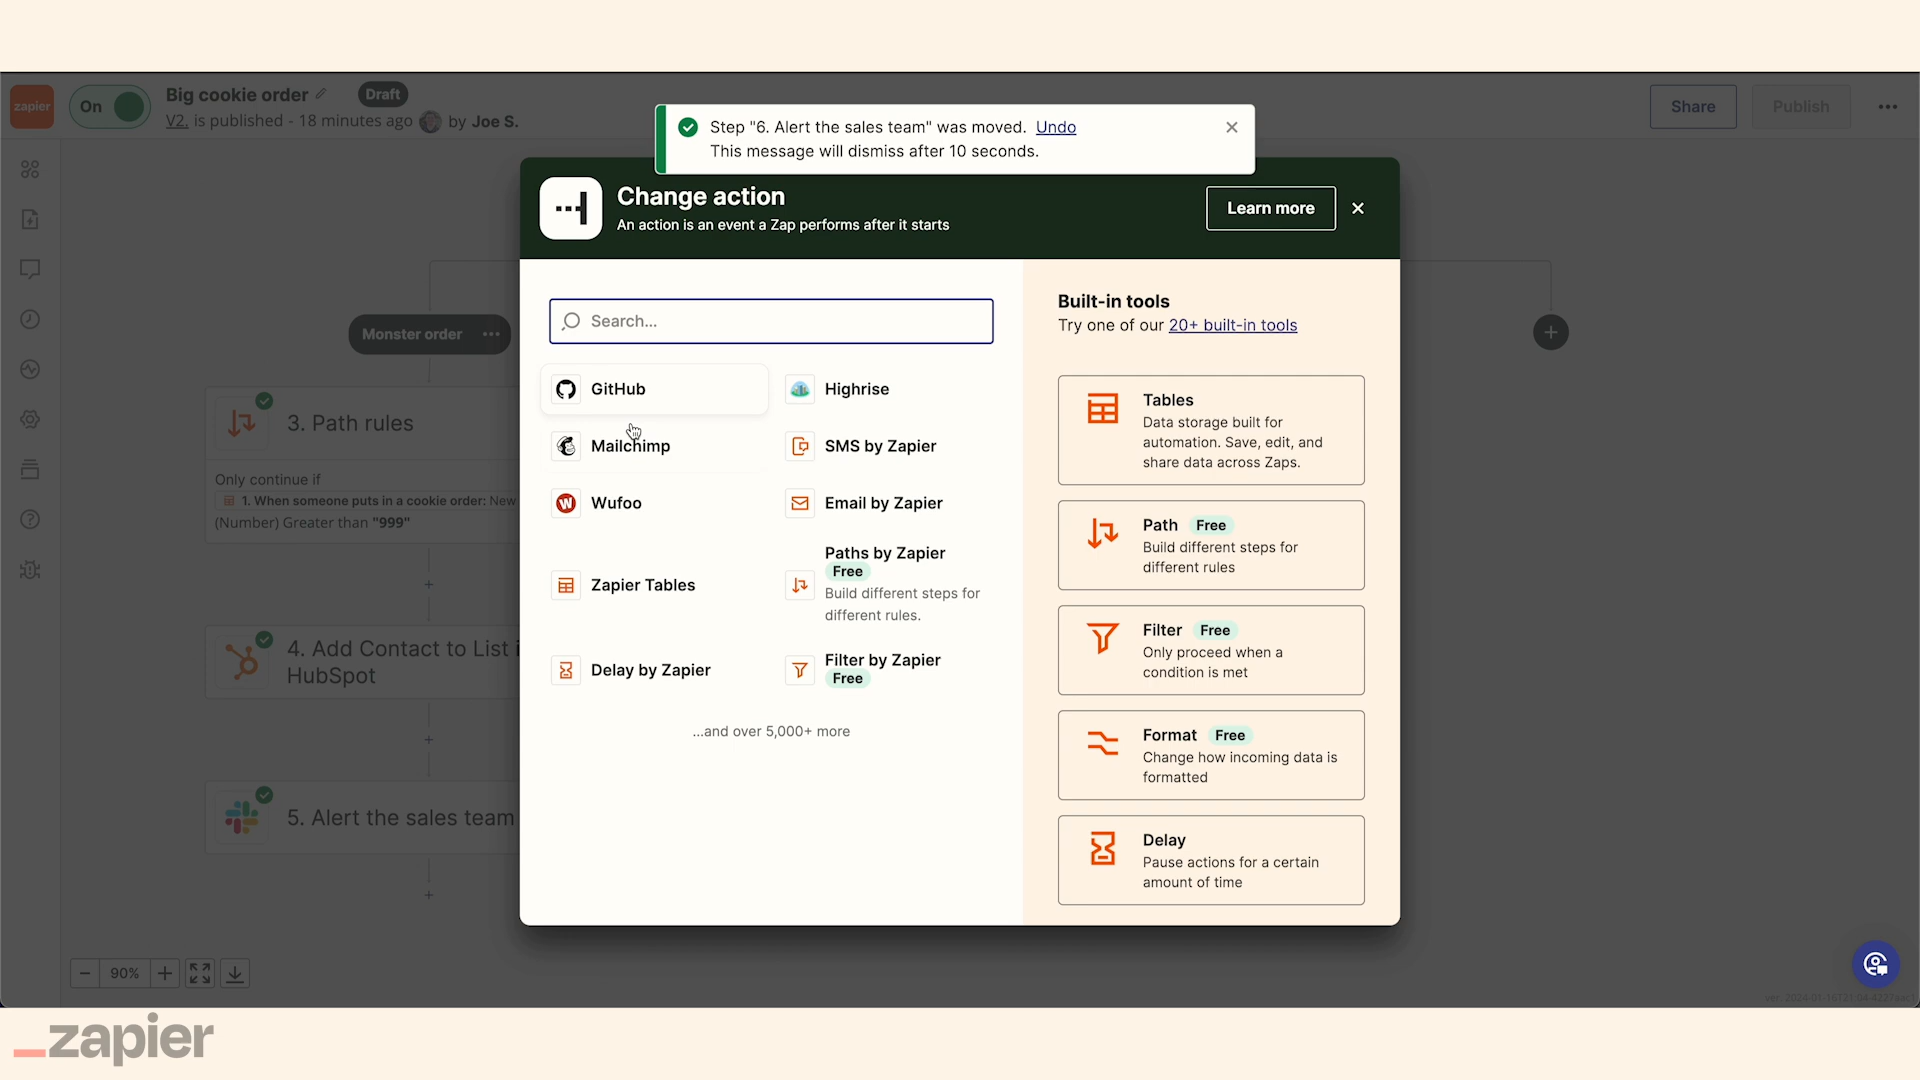 zapier
On
Big cookie order
Draft
V2. is published - 18 minutes ago
by Joe S.
Share
Publish
Step "6. Alert the sales team" was moved. Undo
This message will dismiss after 10 seconds.
Change action
An action is an event a Zap performs after it starts
Learn more
Monster order
3. Path rules
Only continue if
1. When someone puts in a cookie order: New
(Number) Greater than "999"
4. Add Contact to List i
HubSpot
5. Alert the sales team
Search...
GitHub
Highrise
Mailchimp
SMS by Zapier
Wufoo
Email by Zapier
Zapier Tables
Paths by Zapier
Free
Build different steps for
different rules.
Delay by Zapier
Filter by Zapier
Free
...and over 5,000+ more
Built-in tools
Try one of our 20+ built-in tools
Tables
Data storage built for
automation. Save, edit, and
share data across Zaps.
Path Free
Build different steps for
different rules
Filter Free
Only proceed when a
condition is met
Format Free
Change how incoming data is
formatted
Delay
Pause actions for a certain
amount of time
90%
_zapier